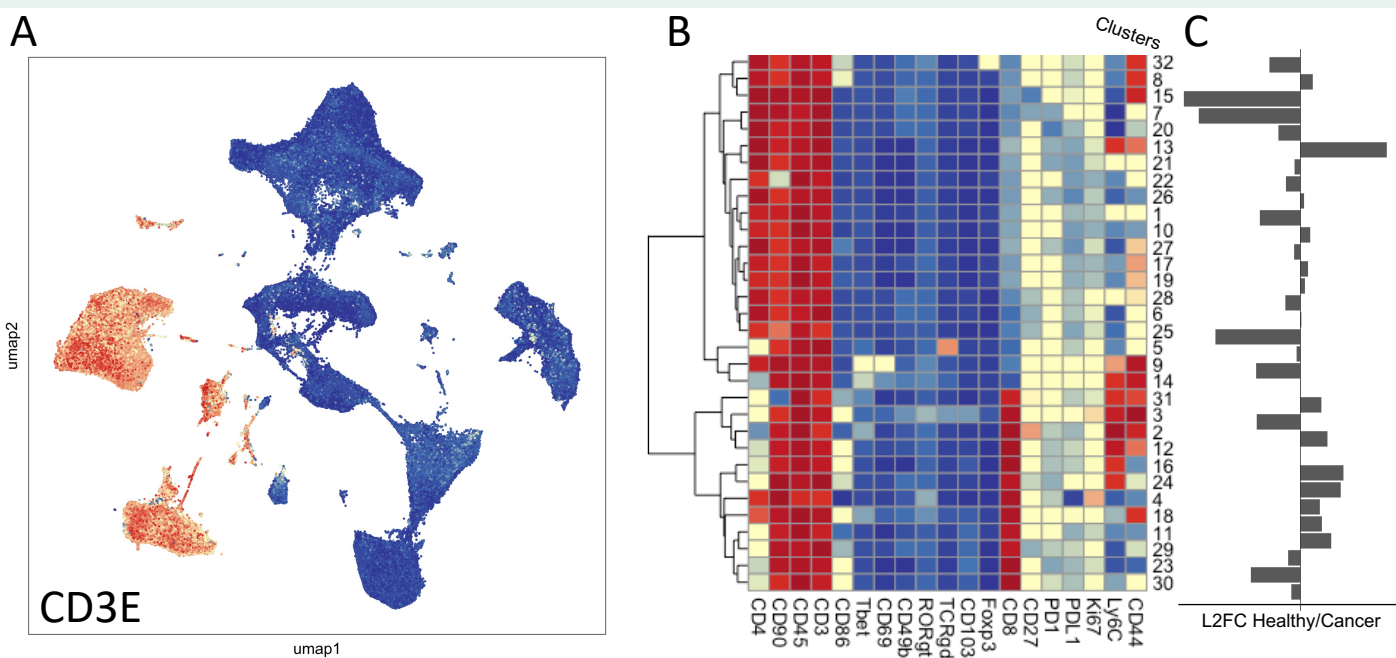 A
B
Clusters
C
32
8
15
7
20
13
21
22
26
1
10
27
17
19
28
6
25
5
9
14
31
3
2
12
16
24
4
18
11
29
23
30
umap2
CD3E
umap1
CD4
CD90
CD45
CD3
CD86
Tbet
CD69
CD49b
RORgt
TCRgd
CD103
Foxp3
CD8
CD27
PD1
PDL1
Ki67
Ly6C
CD44
L2FC Healthy/Cancer